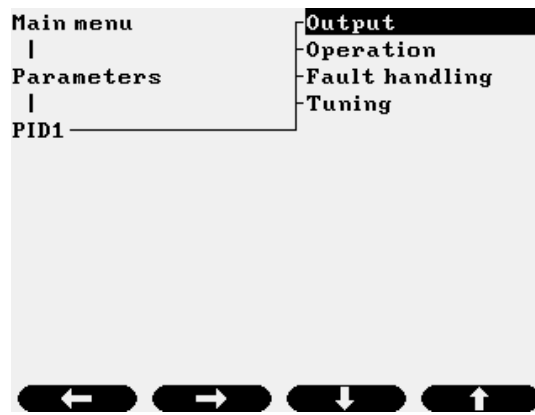 Main menu
Parameters
PID1
Output
Operation
Fault handling
Tuning